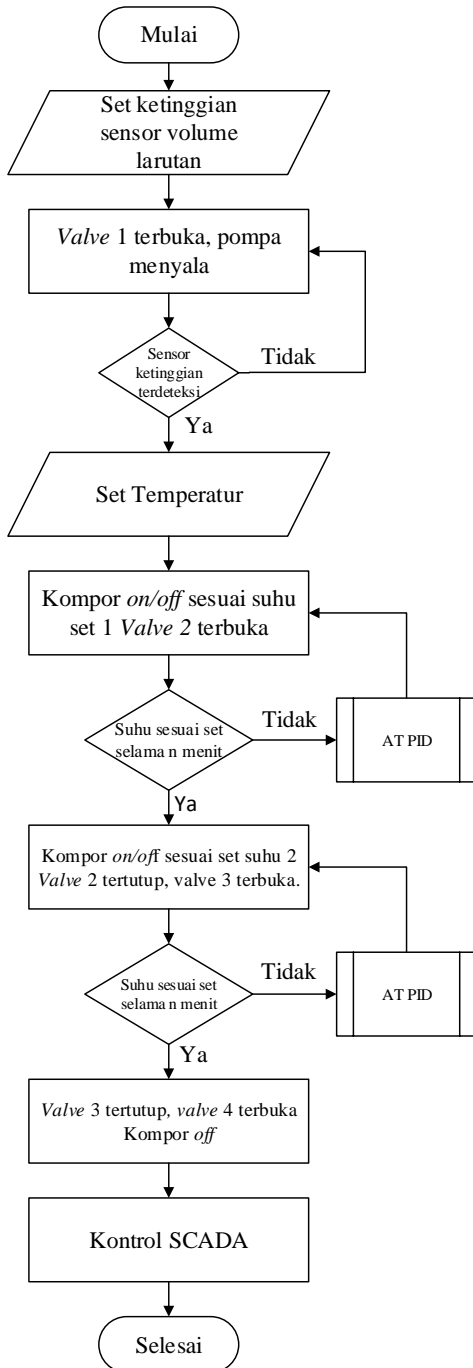 Mulai
Set ketinggian
sensor volume
larutan
Valve 1 terbuka, pompa
menyala
Sensor
ketinggian
terdeteksi
Tidak
Ya
Set Temperatur
Kompor on/off sesuai suhu
set 1 Valve 2 terbuka
Suhu sesuai set
selama n menit
Tidak
AT PID
Ya
Kompor on/off sesuai set suhu 2
Valve 2 tertutup, valve 3 terbuka.
Suhu sesuai set
selama n menit
Tidak
AT PID
Ya
Valve 3 tertutup, valve 4 terbuka
Kompor off
Kontrol SCADA
Selesai